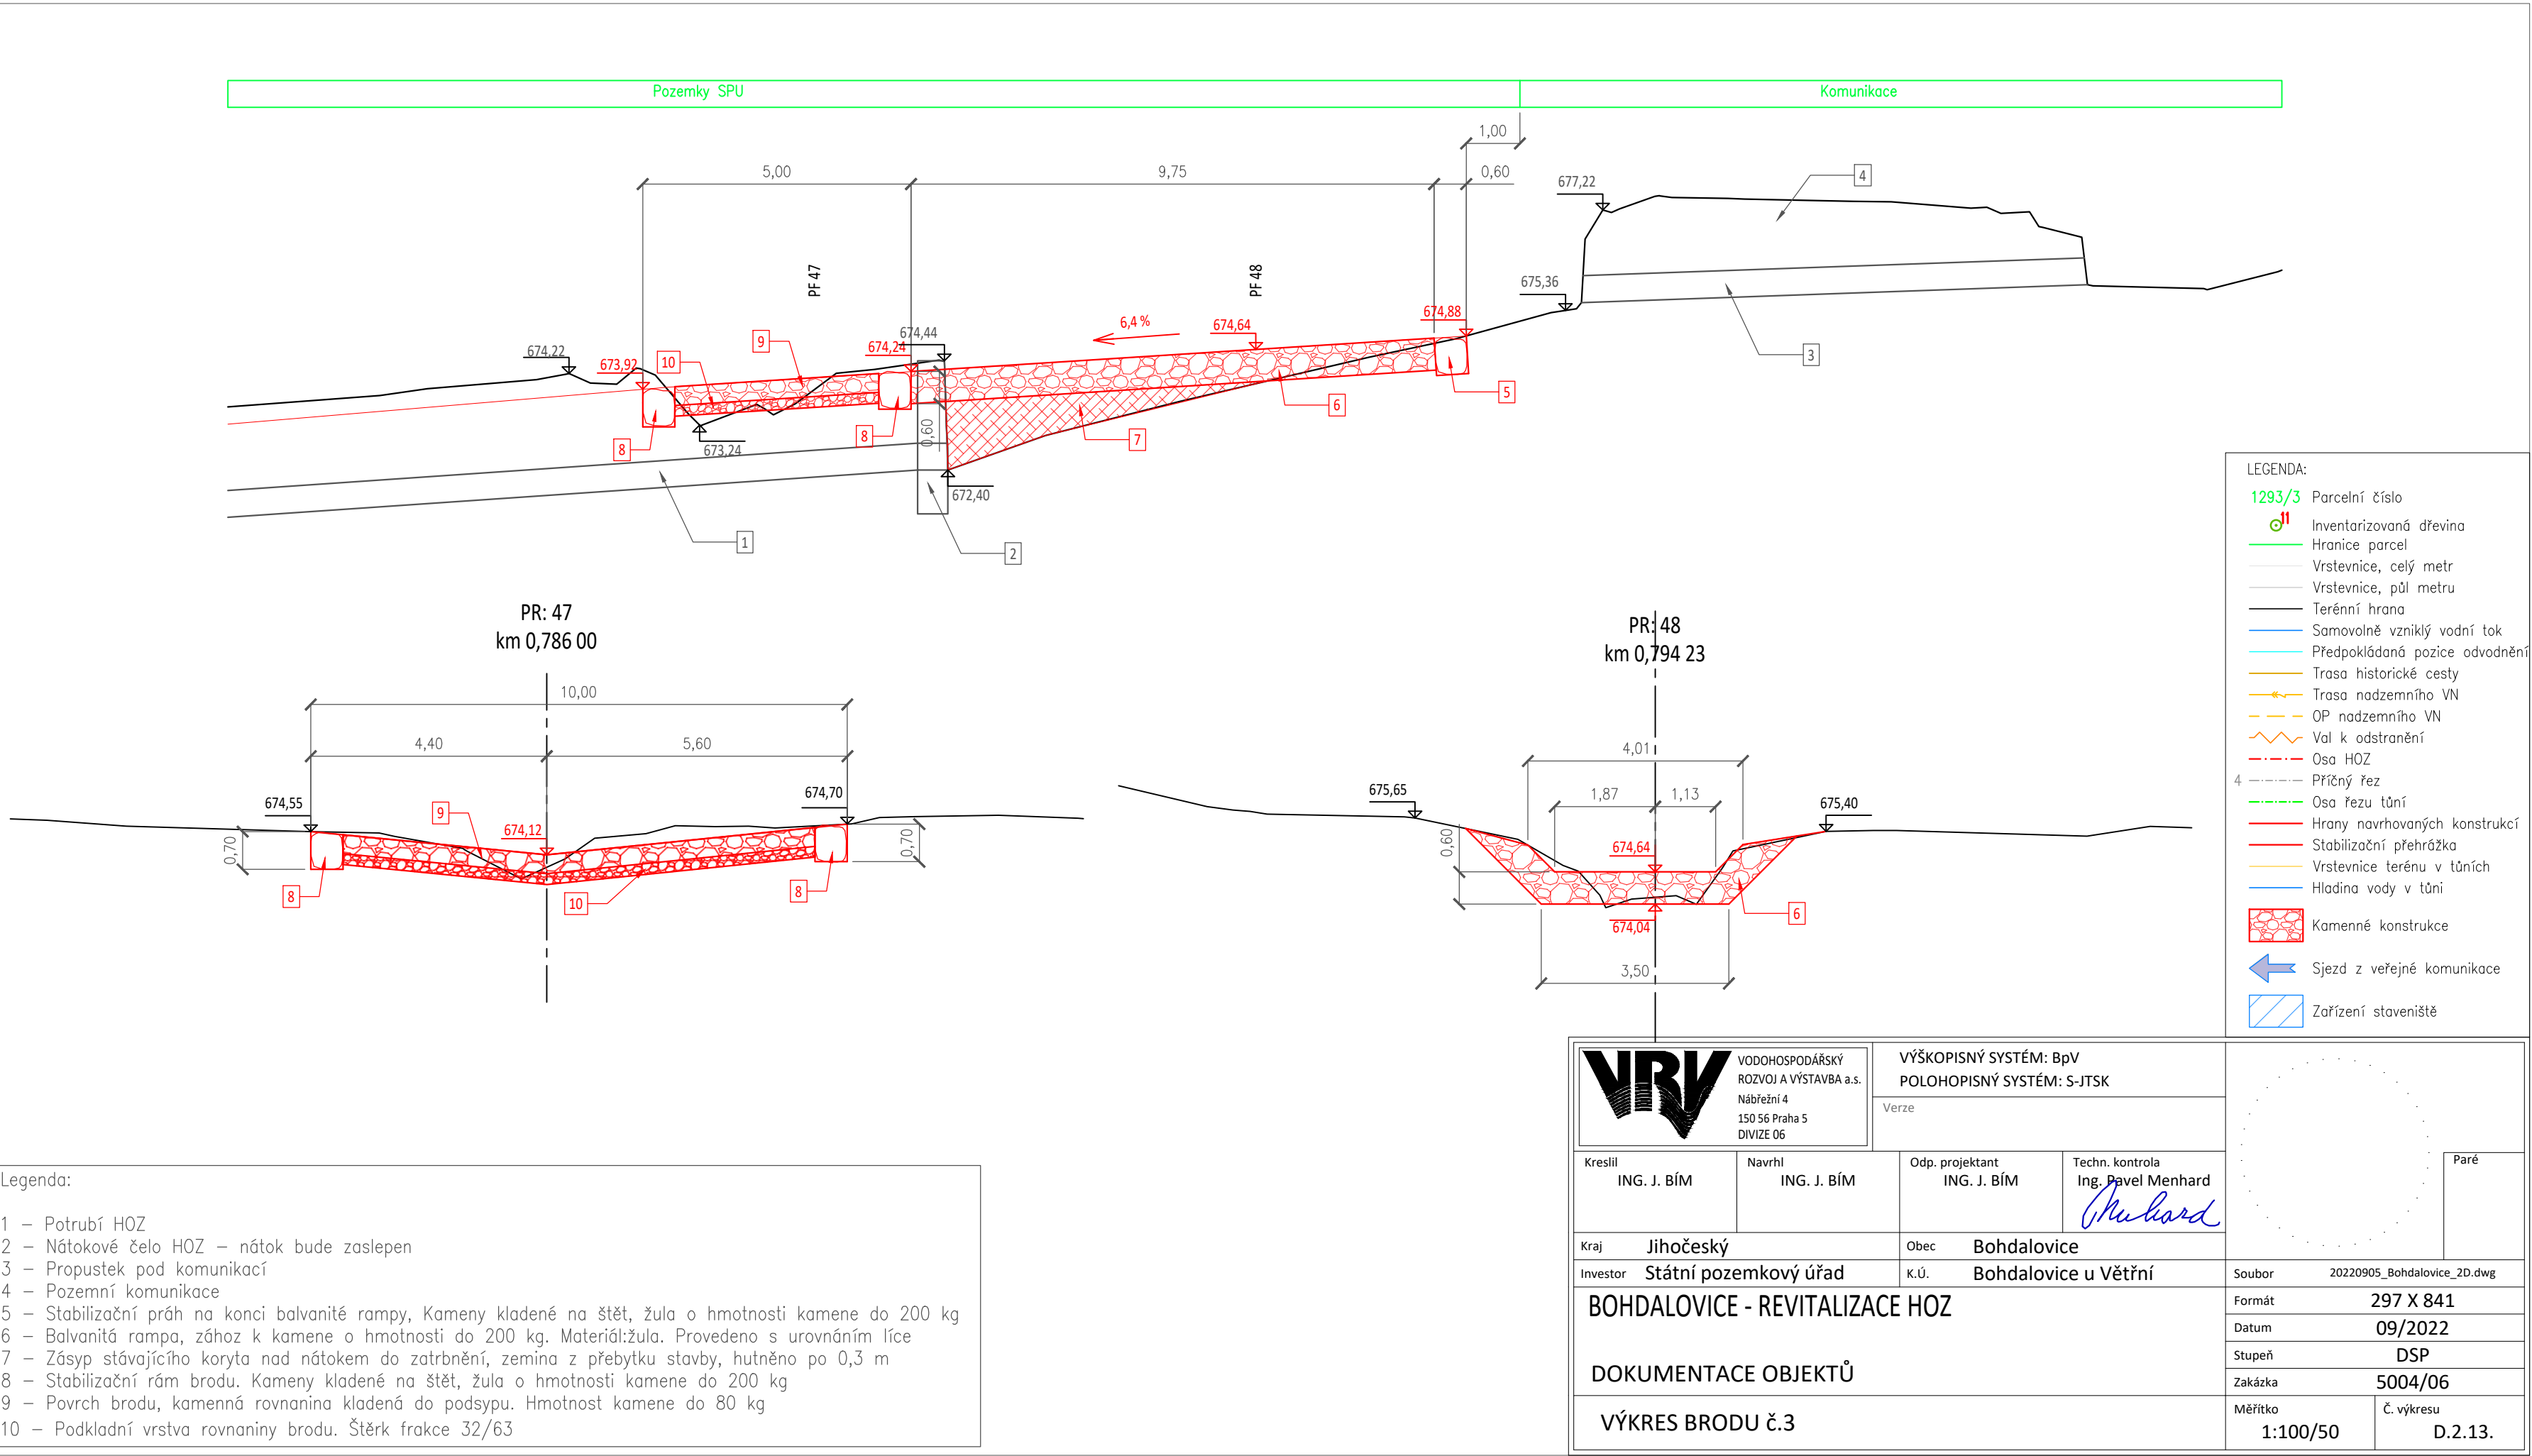 Pozemky SPU
Komunikace
1,00
5,00
9,75
0,60
677,22
4
PF 47
PF 48
675,36
674,88
6,4 %
674,64
674,44
674,24
674,22
673,92
10
9
3
5
6
7
8
8
0,60
673,24
672,40
1
2
PR: 47
km 0,786 00
10,00
4,40
5,60
674,55
674,70
9
674,12
0,70
0,70
8
8
10
PR: 48
km 0,794 23
4,01
1,87
1,13
675,65
675,40
0,60
674,64
674,04
6
3,50
LEGENDA:
1293/3 Parcelní číslo
11 Inventarizovaná dřevina
Hranice parcel
Vrstevnice, celý metr
Vrstevnice, půl metru
Terénní hrana
Samovolně vzniklý vodní tok
Předpokládaná pozice odvodnění
Trasa historické cesty
Trasa nadzemního VN
OP nadzemního VN
Val k odstranění
Osa HOZ
4 Příčný řez
Osa řezu tůní
Hrany navrhovaných konstrukcí
Stabilizační přehrážka
Vrstevnice terénu v tůních
Hladina vody v tůni
Kamenné konstrukce
Sjezd z veřejné komunikace
Zařízení staveniště
Legenda:
1 – Potrubí HOZ
2 – Nátokové čelo HOZ – nátok bude zaslepen
3 – Propustek pod komunikací
4 – Pozemní komunikace
5 – Stabilizační práh na konci balvanité rampy, Kameny kladené na štět, žula o hmotnosti kamene do 200 kg
6 – Balvanitá rampa, zához k kamene o hmotnosti do 200 kg. Materiál:žula. Provedeno s urovnáním líce
7 – Zásyp stávajícího koryta nad nátokem do zatrbnění, zemina z přebytku stavby, hutněno po 0,3 m
8 – Stabilizační rám brodu. Kameny kladené na štět, žula o hmotnosti kamene do 200 kg
9 – Povrch brodu, kamenná rovnanina kladená do podsypu. Hmotnost kamene do 80 kg
10 – Podkladní vrstva rovnaniny brodu. Štěrk frakce 32/63
VRV
VODOHOSPODÁŘSKÝ
ROZVOJ A VÝSTAVBA a.s.
Nábřežní 4
150 56 Praha 5
DIVIZE 06
VÝŠKOPISNÝ SYSTÉM: BpV
POLOHOPISNÝ SYSTÉM: S-JTSK
Verze
Kreslil
ING. J. BÍM
Navrhl
ING. J. BÍM
Odp. projektant
ING. J. BÍM
Techn. kontrola
Ing. Pavel Menhard
Menhard
Paré
Kraj Jihočeský
Obec Bohdalovice
Investor Státní pozemkový úřad
K.Ú. Bohdalovice u Větřní
Soubor 20220905_Bohdalovice_2D.dwg
BOHDALOVICE - REVITALIZACE HOZ
Formát 297 X 841
Datum 09/2022
Stupeň DSP
DOKUMENTACE OBJEKTŮ
Zakázka 5004/06
VÝKRES BRODU č.3
Měřítko
1:100/50
Č. výkresu
D.2.13.